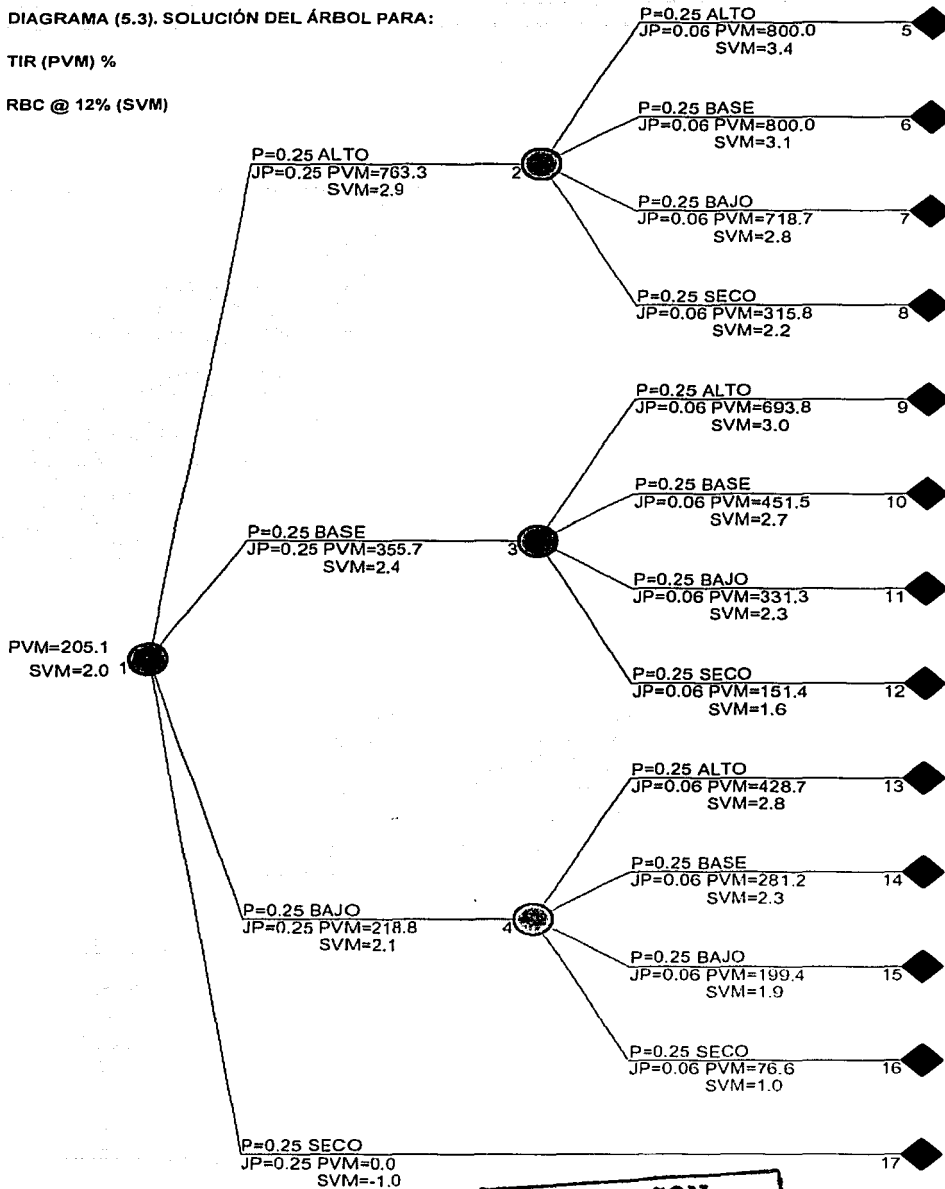 DIAGRAMA (5.3). SOLUCIÓN DEL ÁRBOL PARA:
TIR (PVM) %
RBC @ 12% (SVM)
P=0.25 ALTO
JP=0.06 PVM=800.0
SVM=3.4
5
P=0.25 BASE
JP=0.06 PVM=800.0
SVM=3.1
6
P=0.25 ALTO
JP=0.25 PVM=763.3
SVM=2.9
2
P=0.25 BAJO
JP=0.06 PVM=718.7
SVM=2.8
7
P=0.25 SECO
JP=0.06 PVM=315.8
SVM=2.2
8
P=0.25 ALTO
JP=0.06 PVM=693.8
SVM=3.0
9
P=0.25 BASE
JP=0.06 PVM=451.5
SVM=2.7
10
P=0.25 BASE
JP=0.25 PVM=355.7
SVM=2.4
3
P=0.25 BAJO
JP=0.06 PVM=331.3
SVM=2.3
11
P=0.25 SECO
JP=0.06 PVM=151.4
SVM=1.6
12
PVM=205.1
SVM=2.0
1
P=0.25 ALTO
JP=0.06 PVM=428.7
SVM=2.8
13
P=0.25 BASE
JP=0.06 PVM=281.2
SVM=2.3
14
P=0.25 BAJO
JP=0.25 PVM=218.8
SVM=2.1
4
P=0.25 BAJO
JP=0.06 PVM=199.4
SVM=1.9
15
P=0.25 SECO
JP=0.06 PVM=76.6
SVM=1.0
16
P=0.25 SECO
JP=0.25 PVM=0.0
SVM=-1.0
17